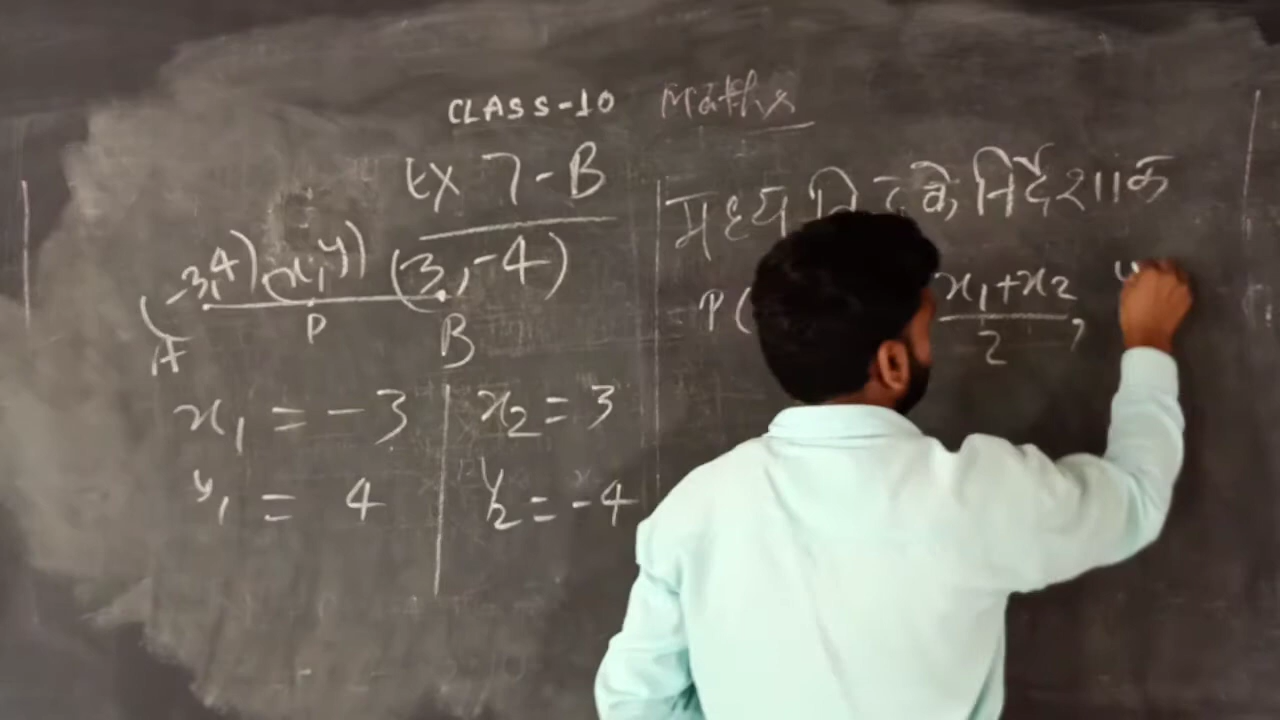 CLASS-10 Maths
Ex 7-B
(-3,4) (x,y) (3,-4)
A P B
x₁ = -3 x₂ = 3
y₁ = 4 y₂ = -4
मध्य के निर्देशांक
P( x₁+x₂/2, y